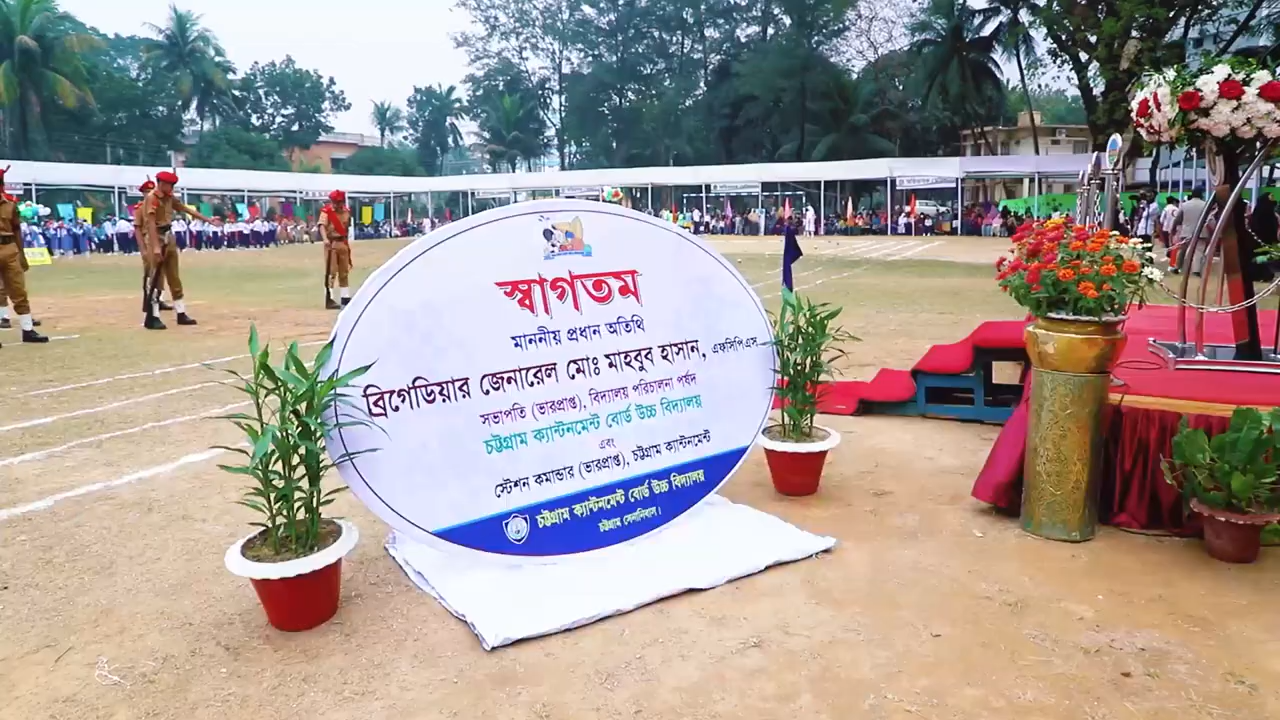 স্বাগতম
মাননীয় প্রধান অতিথি
ব্রিগেডিয়ার জেনারেল মোঃ মাহবুব হাসান, এফসিপিএস
সভাপতি (ভারপ্রাপ্ত), বিদ্যালয় পরিচালনা পর্ষদ
চট্টগ্রাম ক্যান্টনমেন্ট বোর্ড উচ্চ বিদ্যালয়
এবং
স্টেশন কমান্ডার (ভারপ্রাপ্ত), চট্টগ্রাম ক্যান্টনমেন্ট
চট্টগ্রাম ক্যান্টনমেন্ট বোর্ড উচ্চ বিদ্যালয়
চট্টগ্রাম সেনানিবাস।